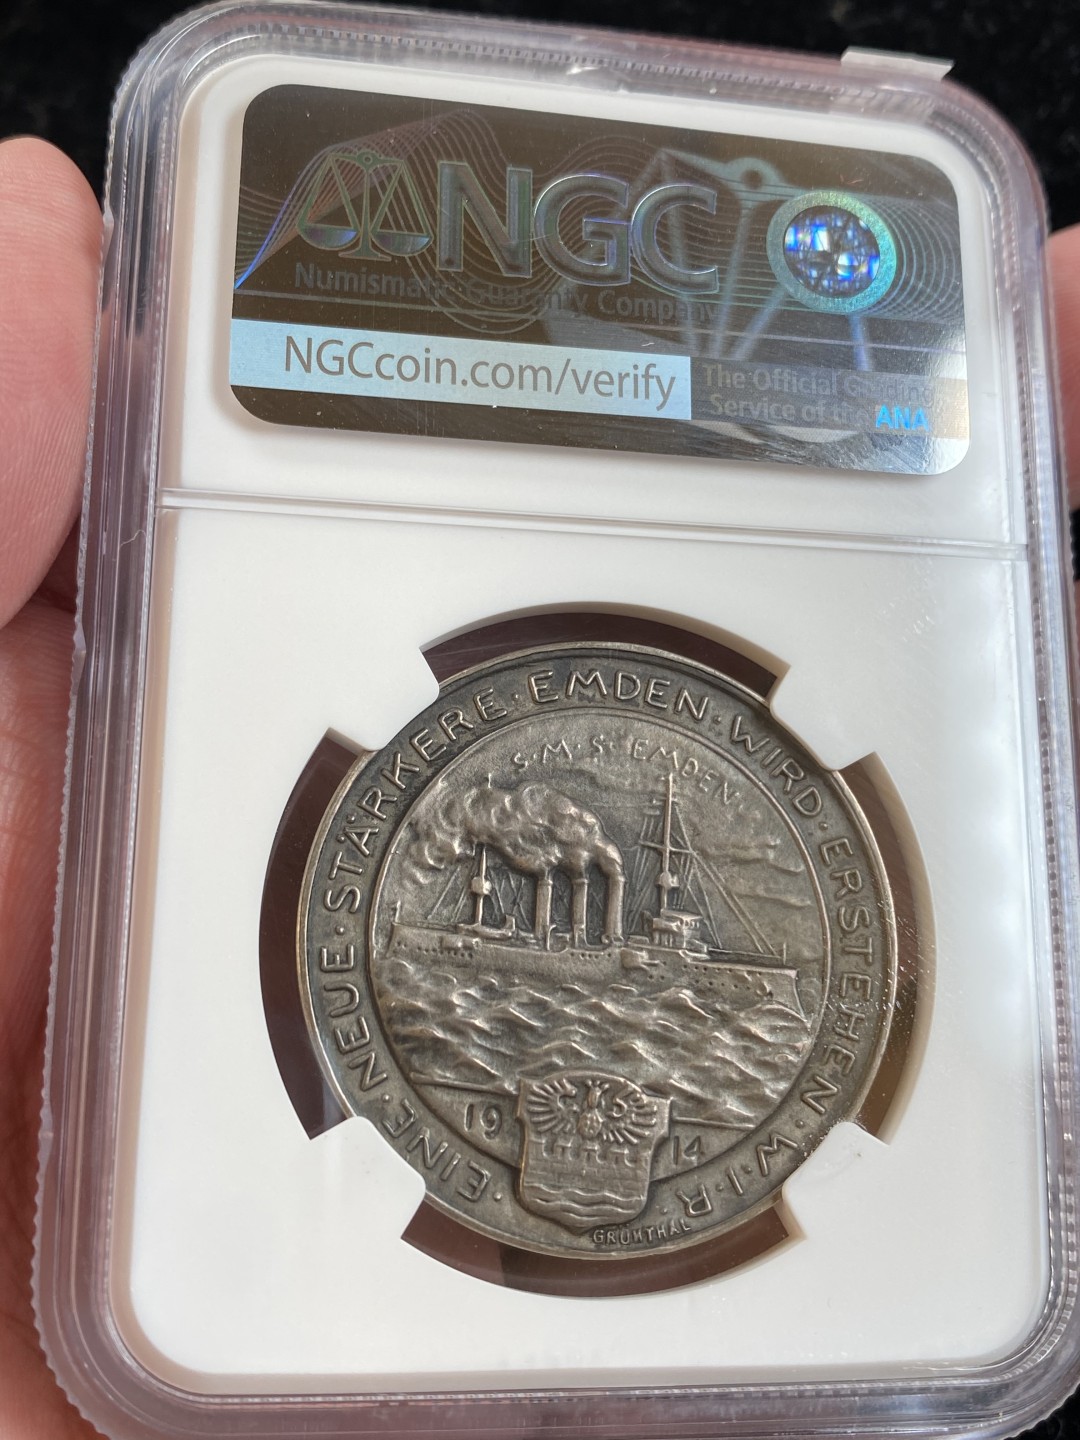 NGC
Numismatic Guaranty Company
NGCcoin.com/verify
The Official Grading
Service of the ANA
EINE·NEUE·STÄRKERE·EMDEN·WIRD·ERSTEHEN·W·I·R·
S·M·S·EMDEN·
19 14
GRÜNTHAL